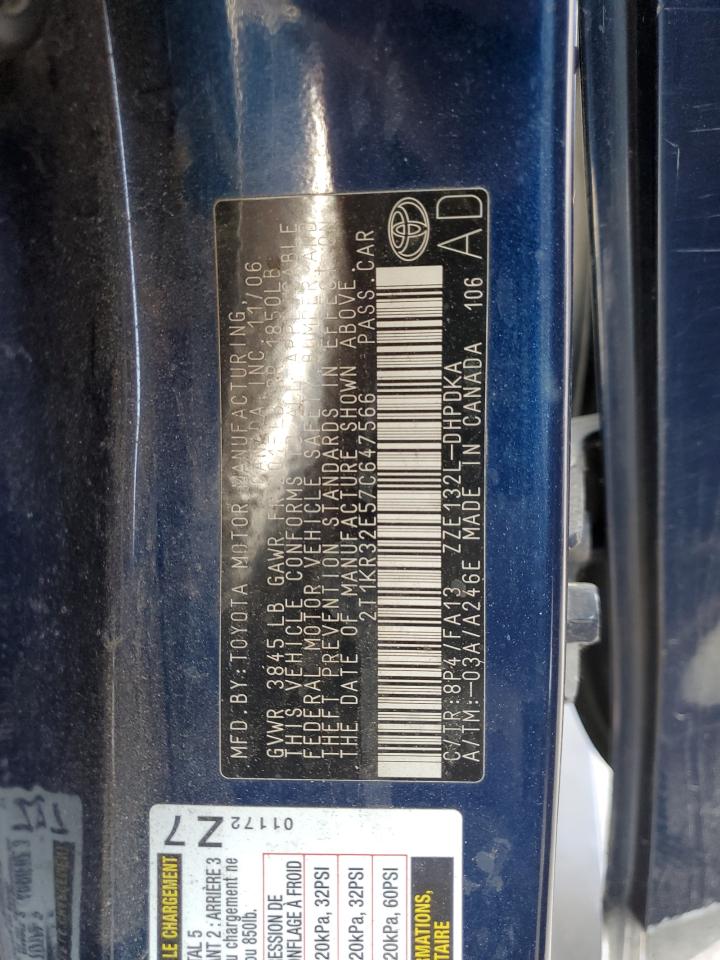 MFD BY:TOYOTA MOTOR MANUFACTURING,
CANADA INC. 11/06
GVWR 3845 LB GAWR FR 1850LB
THIS VEHICLE CONFORMS TO ALL APPLICABLE
FEDERAL MOTOR VEHICLE SAFETY, BUMPER, AND
THEFT PREVENTION STANDARDS IN EFFECT ON
THE DATE OF MANUFACTURE SHOWN ABOVE
2T1KR32E57C647566 PASS CAR
C/TR:8P4/FA13 ZZE132L-DHPDKA
A/TM:-03A/A246E MADE IN CANADA 106
AD
Z 7
01172
LE CHARGEMENT
TAL 5
ANT 2 : ARRIÈRE 3
u chargement ne
ou 850lb.
ESSION DE
ONFLAGE À FROID
20kPa, 32PSI
20kPa, 32PSI
20kPa, 60PSI
ORMATIONS,
TAIRE